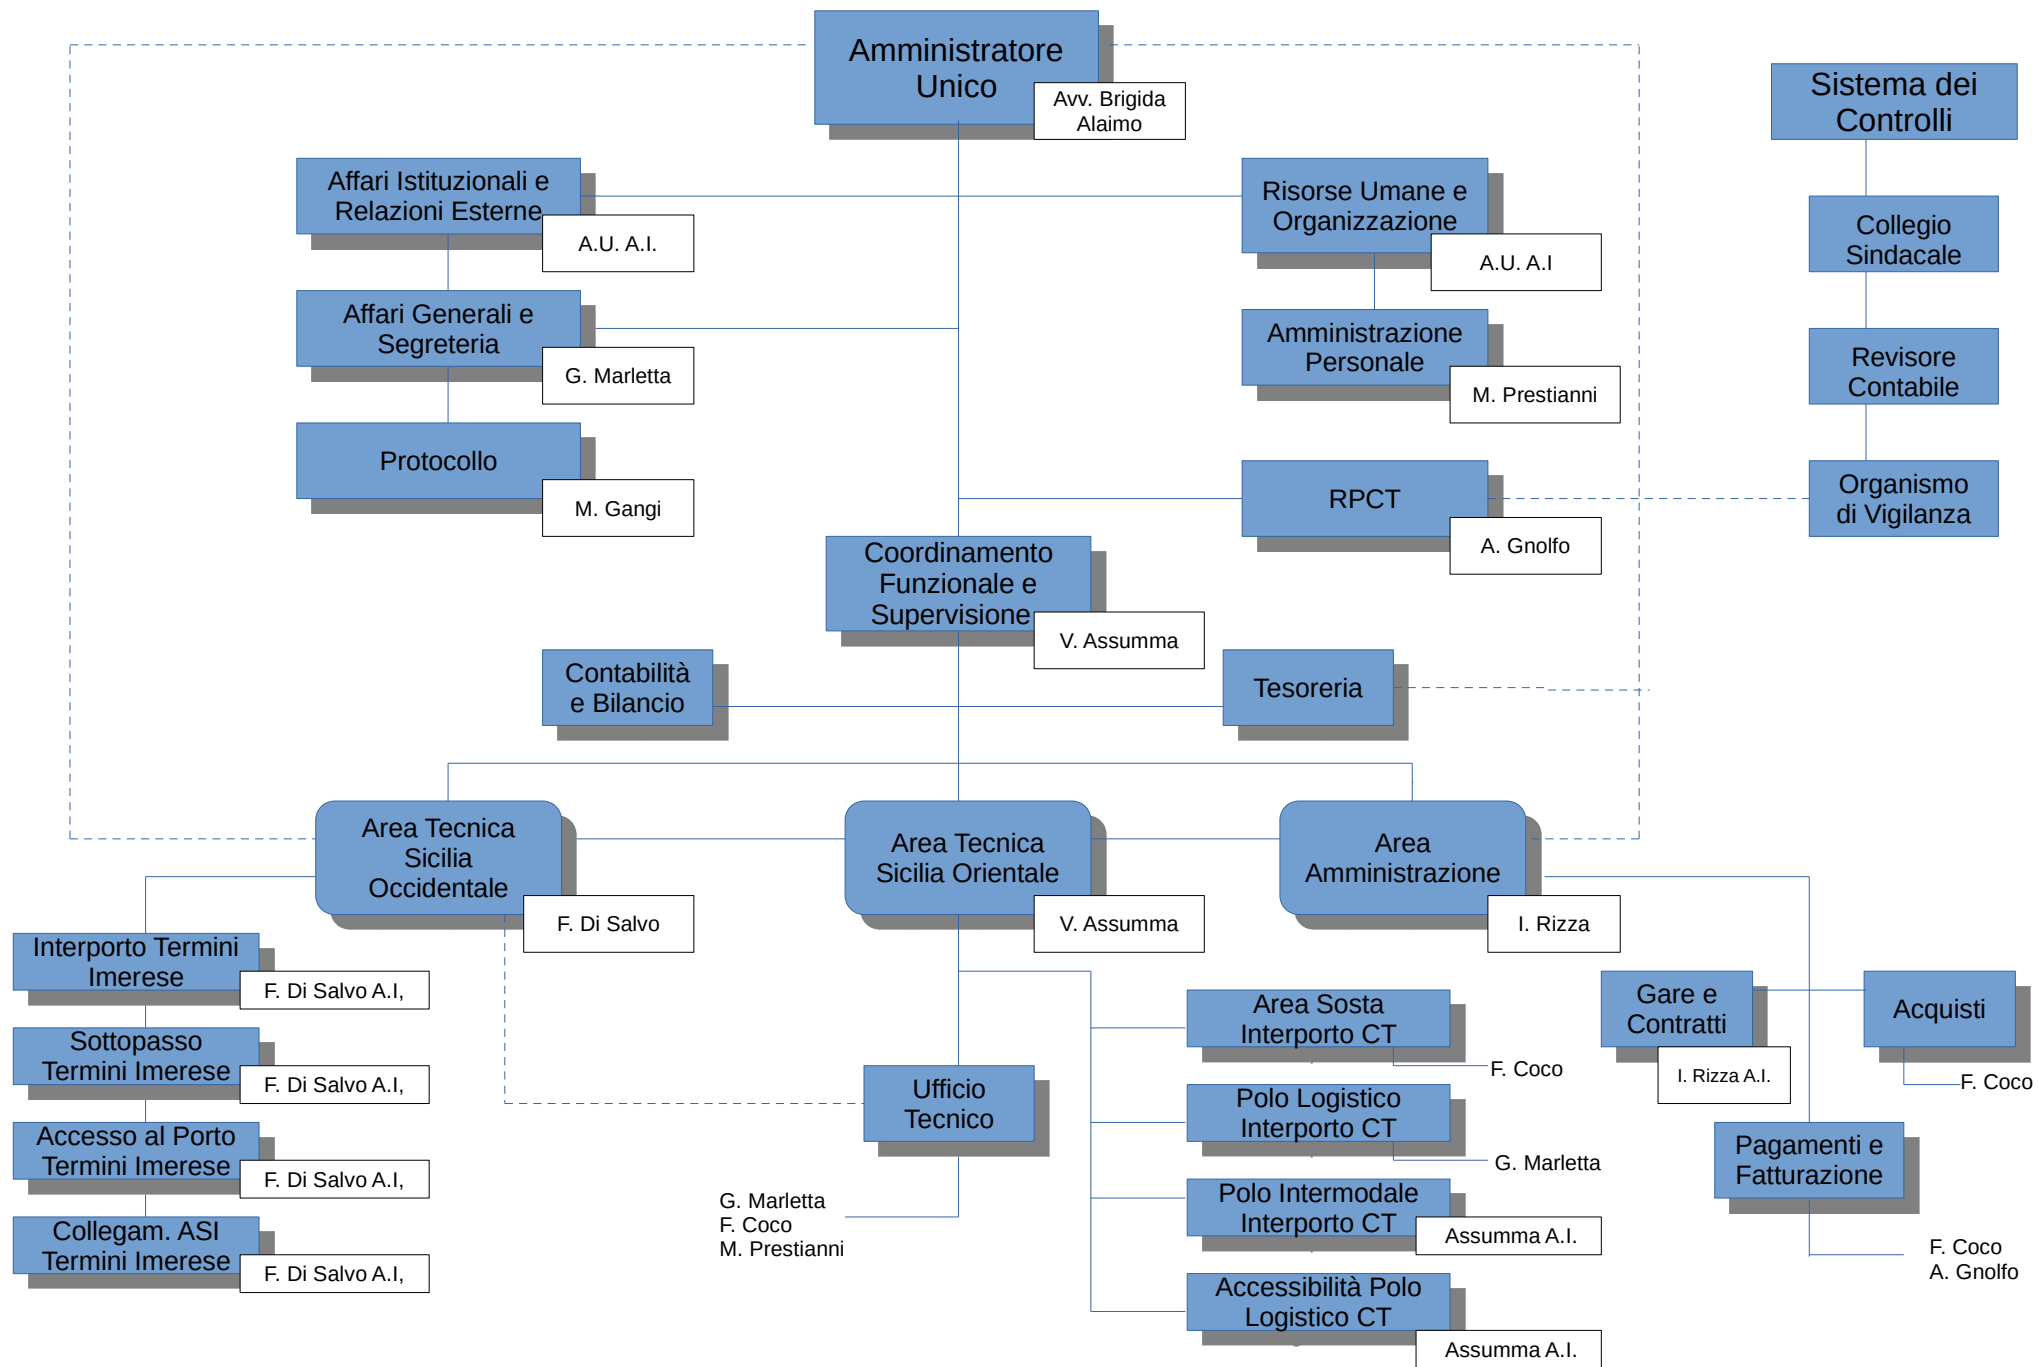 Amministratore
Unico
Avv. Brigida
Alaimo
Sistema dei
Controlli
Affari Istituzionali e
Relazioni Esterne
A.U. A.I.
Risorse Umane e
Organizzazione
A.U. A.I
Collegio
Sindacale
Affari Generali e
Segreteria
G. Marletta
Amministrazione
Personale
M. Prestianni
Revisore
Contabile
Protocollo
M. Gangi
RPCT
A. Gnolfo
Organismo
di Vigilanza
Coordinamento
Funzionale e
Supervisione
V. Assumma
Contabilità
e Bilancio
Tesoreria
Area Tecnica
Sicilia
Occidentale
F. Di Salvo
Area Tecnica
Sicilia Orientale
V. Assumma
Area
Amministrazione
I. Rizza
Interporto Termini
Imerese
F. Di Salvo A.I,
Sottopasso
Termini Imerese
F. Di Salvo A.I,
Accesso al Porto
Termini Imerese
F. Di Salvo A.I,
Collegam. ASI
Termini Imerese
F. Di Salvo A.I,
Ufficio
Tecnico
G. Marletta
F. Coco
M. Prestianni
Area Sosta
Interporto CT
F. Coco
Polo Logistico
Interporto CT
G. Marletta
Polo Intermodale
Interporto CT
Assumma A.I.
Accessibilità Polo
Logistico CT
Assumma A.I.
Gare e
Contratti
I. Rizza A.I.
Acquisti
F. Coco
Pagamenti e
Fatturazione
F. Coco
A. Gnolfo